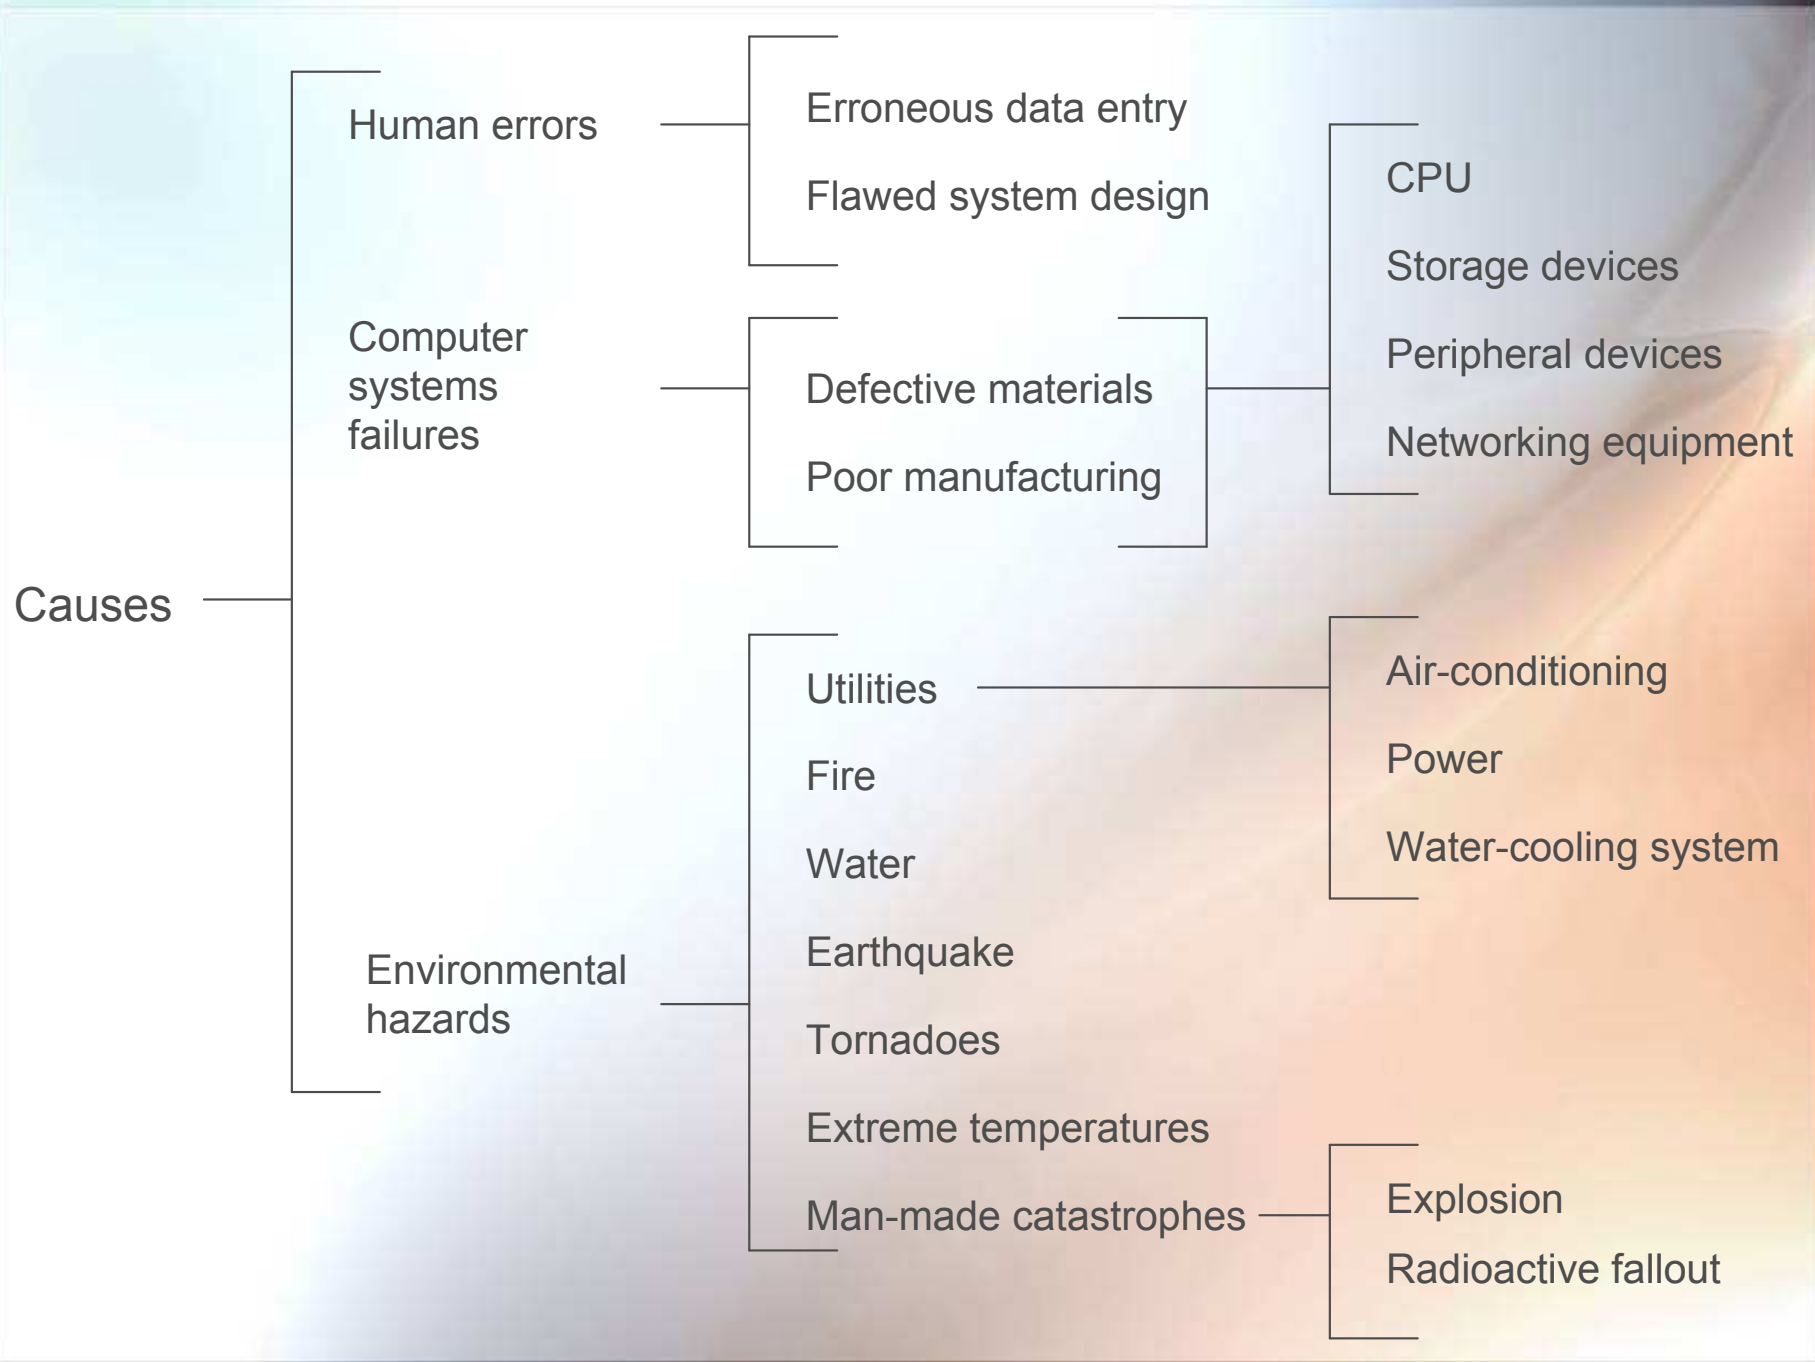 Causes
Human errors
Erroneous data entry
Flawed system design
Computer
systems
failures
Defective materials
Poor manufacturing
CPU
Storage devices
Peripheral devices
Networking equipment
Environmental
hazards
Utilities
Air-conditioning
Power
Water-cooling system
Fire
Water
Earthquake
Tornadoes
Extreme temperatures
Man-made catastrophes
Explosion
Radioactive fallout